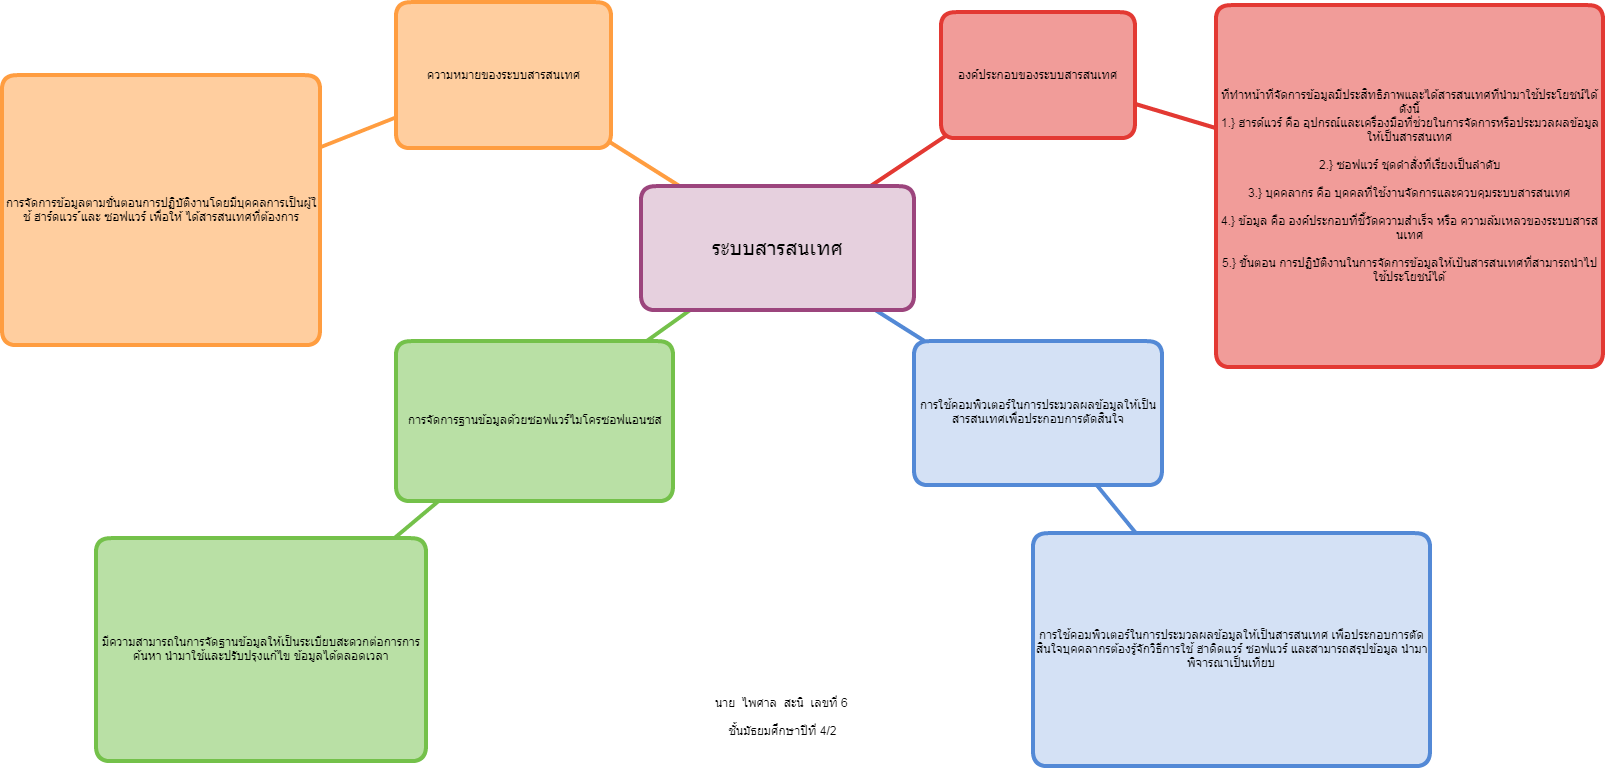 ความหมายของระบบสารสนเทศ
การจัดการข้อมูลตามขั้นตอนการปฏิบัติงานโดยมีบุคคลการเป็นผู้ใ
ช้ ฮาร์ดแวร์ และ ซอฟแวร์ เพื่อให้ ได้สารสนเทศที่ต้องการ
องค์ประกอบของระบบสารสนเทศ
ที่ทำหน้าที่จัดการข้อมูลมีประสิทธิภาพและได้สารสนเทศที่นำมาใช้ประโยชน์ได้
ดังนี้
1.} ฮารด์แวร์ คือ อุปกรณ์และเครื่องมือที่ช่วยในการจัดการหรือประมวลผลข้อมูล
ให้เป็นสารสนเทศ
2.} ซอฟแวร์ ชุดคำสั่งที่เรียงเป็นลำดับ
3.} บุคคลากร คือ บุคคลที่ใช้งานจัดการและควบคุมระบบสารสนเทศ
4.} ข้อมูล คือ องค์ประกอบที่ชี้วัดความสำเร็จ หรือ ความล้มเหลวของระบบสารส
นเทศ
5.} ขั้นตอน การปฏิบัติงานในการจัดการข้อมูลให้เป้นสารสนเทศที่สามารถนำไป
ใช้ประโยชน์ได้
ระบบสารสนเทศ
การจัดการฐานข้อมูลด้วยซอฟแวร์ไมโครซอฟแอนซส
มีความสามารถในการจัดฐานข้อมูลให้เป็นระเบียบสะดวกต่อการการ
ค้นหา นำมาใช้และปรับปรุงแก้ไข ข้อมูลได้ตลอดเวลา
การใช้คอมพิวเตอร์ในการประมวลผลข้อมูลให้เป็น
สารสนเทศเพื่อประกอบการตัดสินใจ
การใช้คอมพิวเตอร์ในการประมวลผลข้อมูลให้เป็นสารสนเทศ เพื่อประกอบการตัด
สินใจบุคคลากรต้องรู้จักวิธีการใช้ ฮาดิดแวร์ ซอฟแวร์ และสามารถสรุปข้อมูล นำมา
พิจารณาเป็นเทียบ
นาย ไพศาล สะนิ เลขที่ 6
ชั้นมัธยมศึกษาปีที่ 4/2